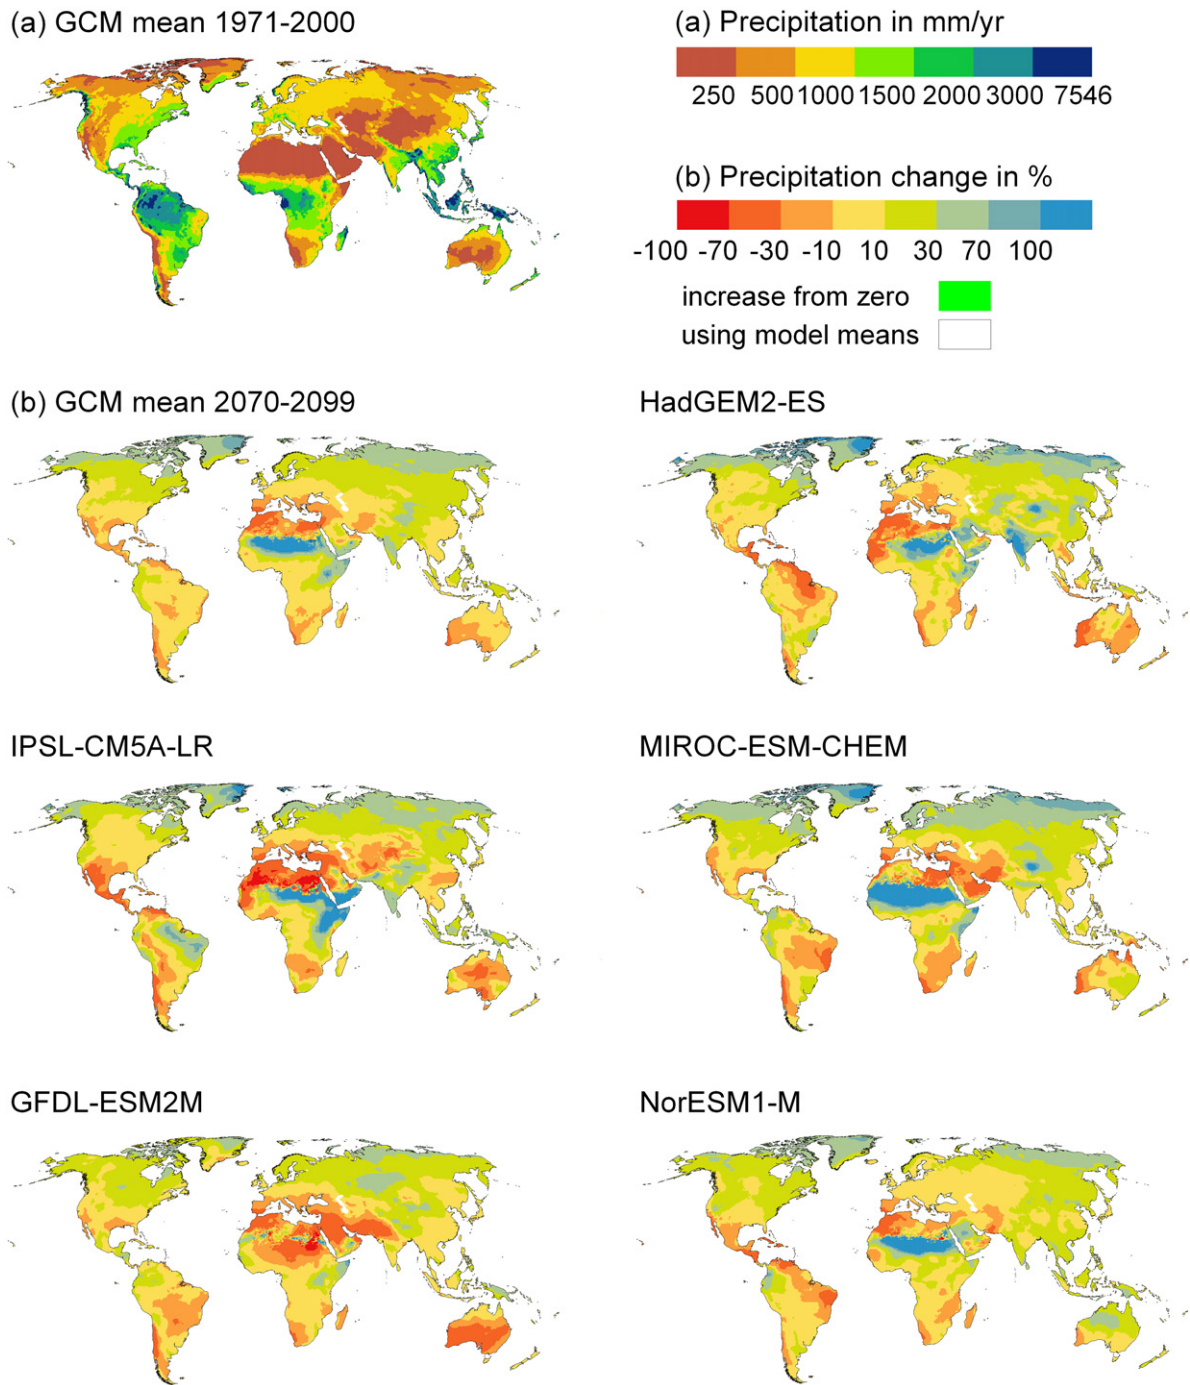 (a) GCM mean 1971-2000
(a) Precipitation in mm/yr
250 500 1000 1500 2000 3000 7546
(b) Precipitation change in %
-100 -70 -30 -10 10 30 70 100
increase from zero
using model means
(b) GCM mean 2070-2099
HadGEM2-ES
IPSL-CM5A-LR
MIROC-ESM-CHEM
GFDL-ESM2M
NorESM1-M